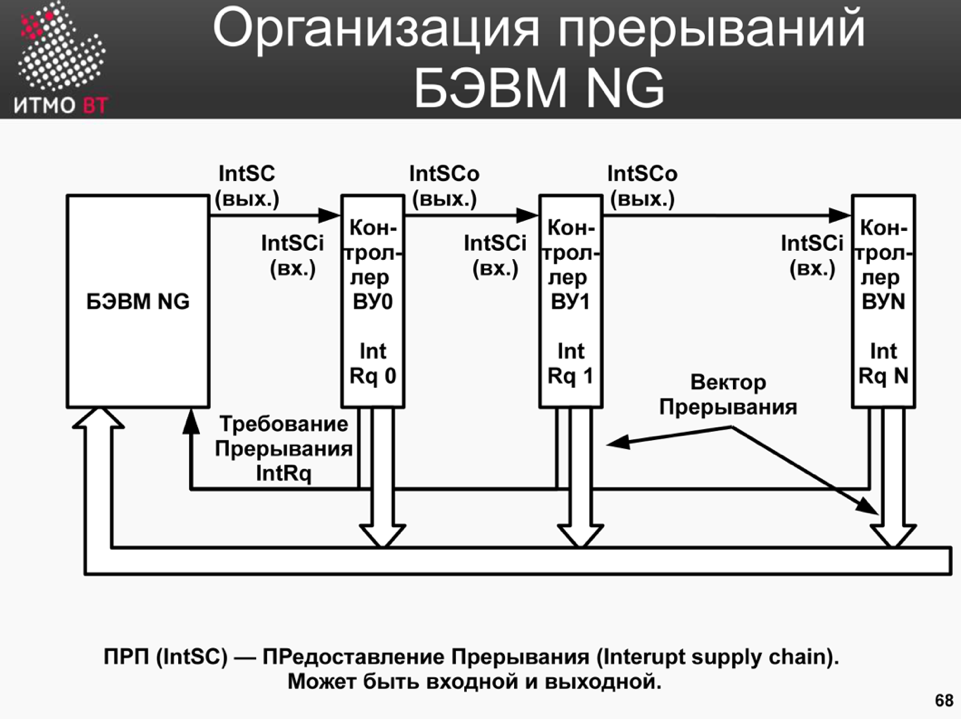 Организация прерываний
БЭВМ NG
ИТМО ВТ
IntSC
(вых.)
IntSCo
(вых.)
IntSCo
(вых.)
IntSCi
(вх.)
IntSCi
(вх.)
IntSCi
(вх.)
БЭВМ NG
Кон-
трол-
лер
ВУ0
Int
Rq 0
Кон-
трол-
лер
ВУ1
Int
Rq 1
Кон-
трол-
лер
ВУN
Int
Rq N
Вектор
Прерывания
Требование
Прерывания
IntRq
ПРП (IntSC) — ПРедоставление Прерывания (Interupt supply chain).
Может быть входной и выходной.
68